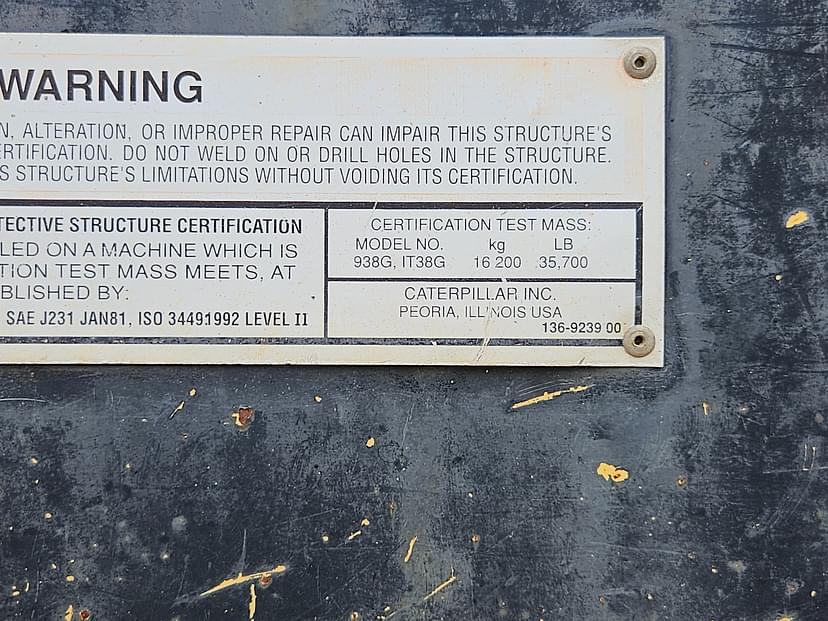 WARNING
N, ALTERATION, OR IMPROPER REPAIR CAN IMPAIR THIS STRUCTURE'S
ERTIFICATION. DO NOT WELD ON OR DRILL HOLES IN THE STRUCTURE.
S STRUCTURE'S LIMITATIONS WITHOUT VOIDING ITS CERTIFICATION.
TECTIVE STRUCTURE CERTIFICATION
LED ON A MACHINE WHICH IS
TION TEST MASS MEETS, AT
BLISHED BY:
SAE J231 JAN81, ISO 3449:1992 LEVEL II
CERTIFICATION TEST MASS:
MODEL NO. kg LB
938G, IT38G 16 200 35,700
CATERPILLAR INC.
PEORIA, ILLINOIS USA
136-9239 00